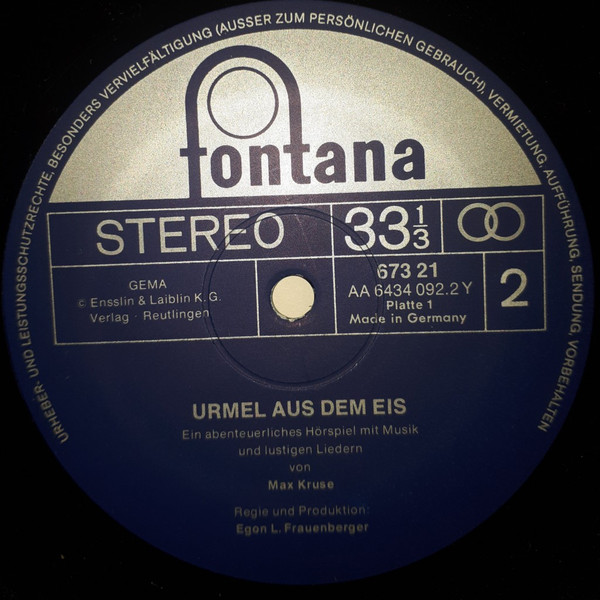 URHEBER- UND LEISTUNGSSCHUTZRECHTE, BESONDERS VERVIELFÄLTIGUNG (AUSSER ZUM PERSÖNLICHEN GEBRAUCH), VERMIETUNG, AUFFÜHRUNG, SENDUNG, VORBEHALTEN
fontana
STEREO 33 1/3
GEMA
© Ensslin & Laiblin K.G.
Verlag · Reutlingen
673 21
AA 6434 092.2 Y
Platte 1
Made in Germany
2
URMEL AUS DEM EIS
Ein abenteuerliches Hörspiel mit Musik
und lustigen Liedern
von
Max Kruse
Regie und Produktion:
Egon L. Frauenberger